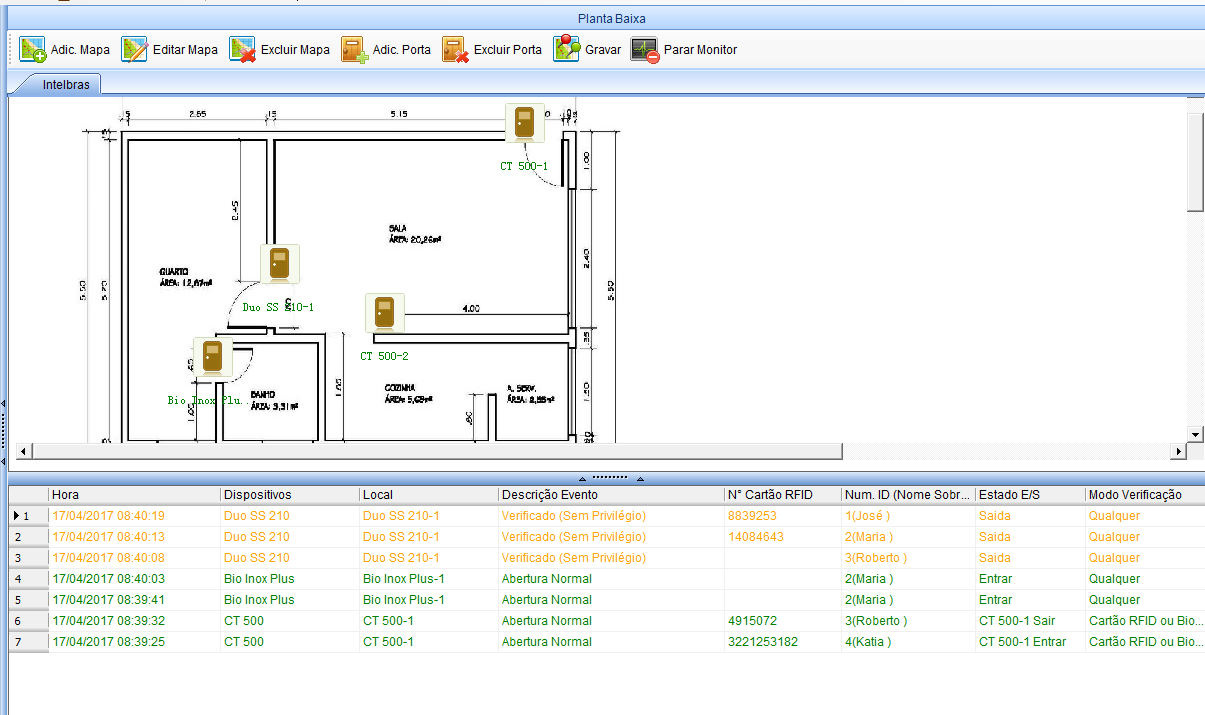 Planta Baixa
Adic. Mapa Editar Mapa Excluir Mapa Adic. Porta Excluir Porta Gravar Parar Monitor
Intelbras
.15 2.65 .15 5.15
CT 500-1
1.00
2.45
SALA
ÁREA: 20,26m²
2.40
QUARTO
ÁREA: 12,67m²
5.50 5.20 5.50
Duo SS 210-1
4.00
CT 500-2
.35
.60
1.00
COZINHA
ÁREA: 5,69m²
A. SERV.
BANHO
ÁREA: 3,31m²
Bio Inox Plu...
1.00
.80
1.50
Hora Dispositivos Local Descrição Evento N° Cartão RFID Num. ID (Nome Sobr... Estado E/S Modo Verificação
1 17/04/2017 08:40:19 Duo SS 210 Duo SS 210-1 Verificado (Sem Privilégio) 8839253 1(José ) Saida Qualquer
2 17/04/2017 08:40:13 Duo SS 210 Duo SS 210-1 Verificado (Sem Privilégio) 14084643 2(Maria ) Saida Qualquer
3 17/04/2017 08:40:08 Duo SS 210 Duo SS 210-1 Verificado (Sem Privilégio) 3(Roberto ) Saida Qualquer
4 17/04/2017 08:40:03 Bio Inox Plus Bio Inox Plus-1 Abertura Normal 2(Maria ) Entrar Qualquer
5 17/04/2017 08:39:41 Bio Inox Plus Bio Inox Plus-1 Abertura Normal 2(Maria ) Entrar Qualquer
6 17/04/2017 08:39:32 CT 500 CT 500-1 Abertura Normal 4915072 3(Roberto ) CT 500-1 Sair Cartão RFID ou Bio...
7 17/04/2017 08:39:25 CT 500 CT 500-1 Abertura Normal 3221253182 4(Katia ) CT 500-1 Entrar Cartão RFID ou Bio...